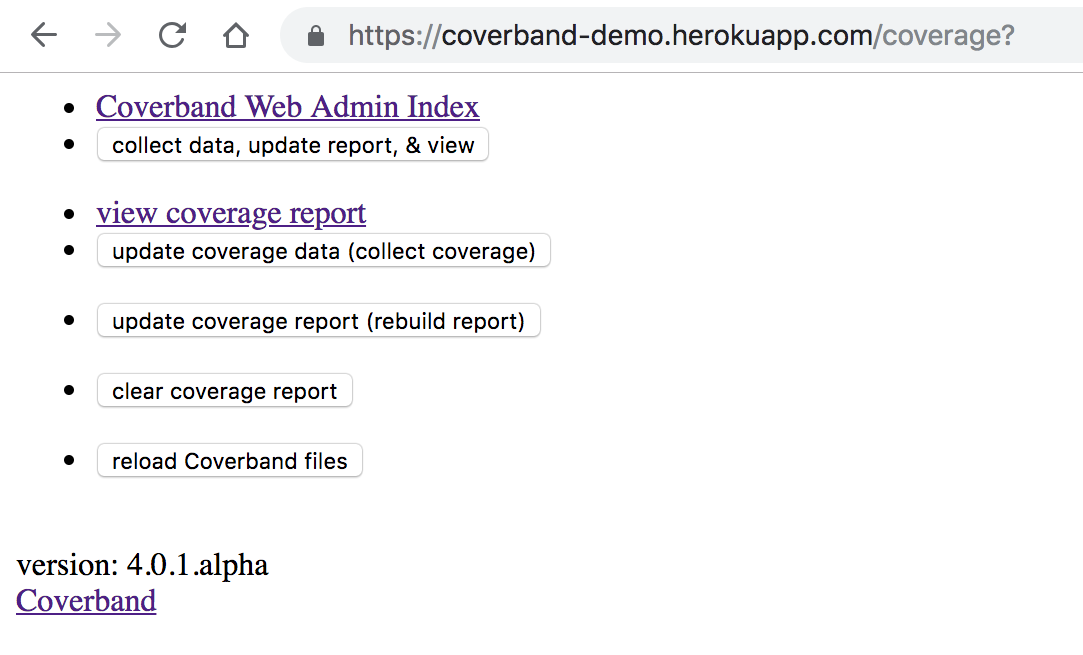 https://coverband-demo.herokuapp.com/coverage?
Coverband Web Admin Index
collect data, update report, & view
view coverage report
update coverage data (collect coverage)
update coverage report (rebuild report)
clear coverage report
reload Coverband files
version: 4.0.1.alpha
Coverband